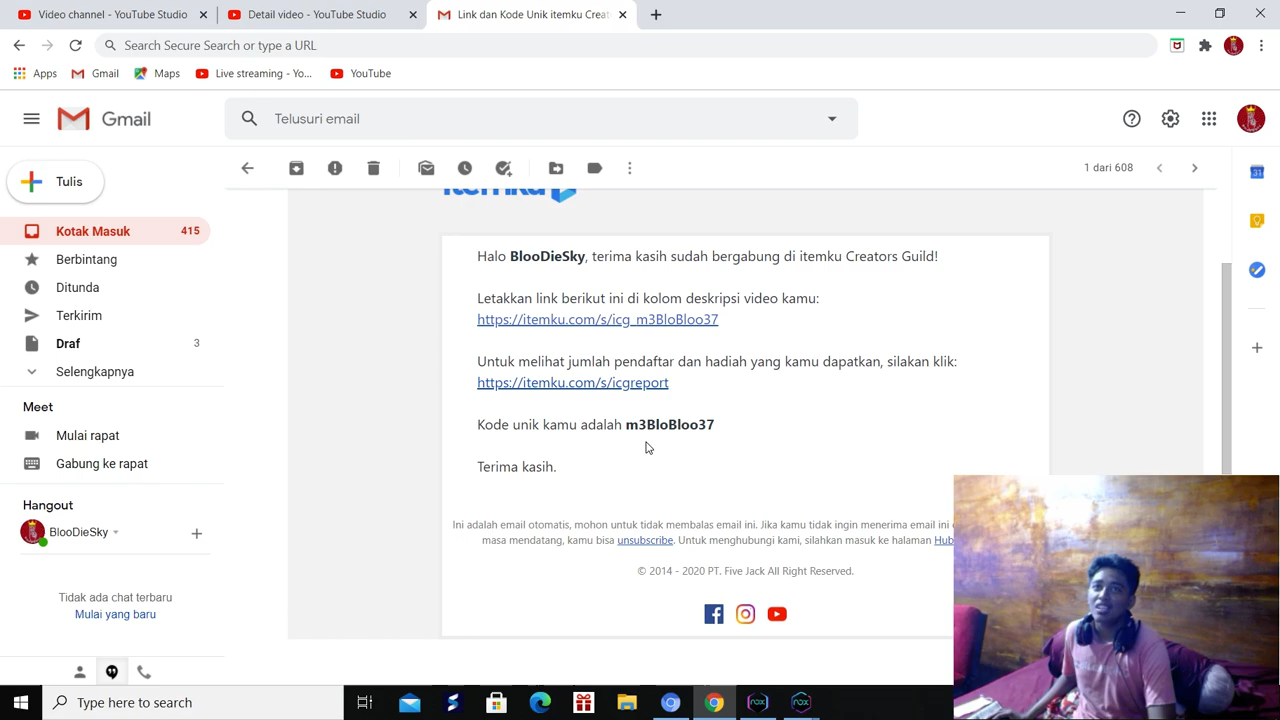 Video channel - YouTube Studio
Detail video - YouTube Studio
Link dan Kode Unik itemku Creat
Search Secure Search or type a URL
Apps
Gmail
Maps
Live streaming - Yo...
YouTube
Gmail
Telusuri email
Tulis
1 dari 608
itemku
Kotak Masuk 415
Berbintang
Ditunda
Terkirim
Draf 3
Selengkapnya
Meet
Mulai rapat
Gabung ke rapat
Hangout
BlooDieSky
Tidak ada chat terbaru
Mulai yang baru
Halo BlooDieSky, terima kasih sudah bergabung di itemku Creators Guild!
Letakkan link berikut ini di kolom deskripsi video kamu:
https://itemku.com/s/icg_m3BloBloo37
Untuk melihat jumlah pendaftar dan hadiah yang kamu dapatkan, silakan klik:
https://itemku.com/s/icgreport
Kode unik kamu adalah m3BloBloo37
Terima kasih.
Ini adalah email otomatis, mohon untuk tidak membalas email ini. Jika kamu tidak ingin menerima email ini
masa mendatang, kamu bisa unsubscribe. Untuk menghubungi kami, silahkan masuk ke halaman Hub
© 2014 - 2020 PT. Five Jack All Right Reserved.
31
Type here to search
nox
nox